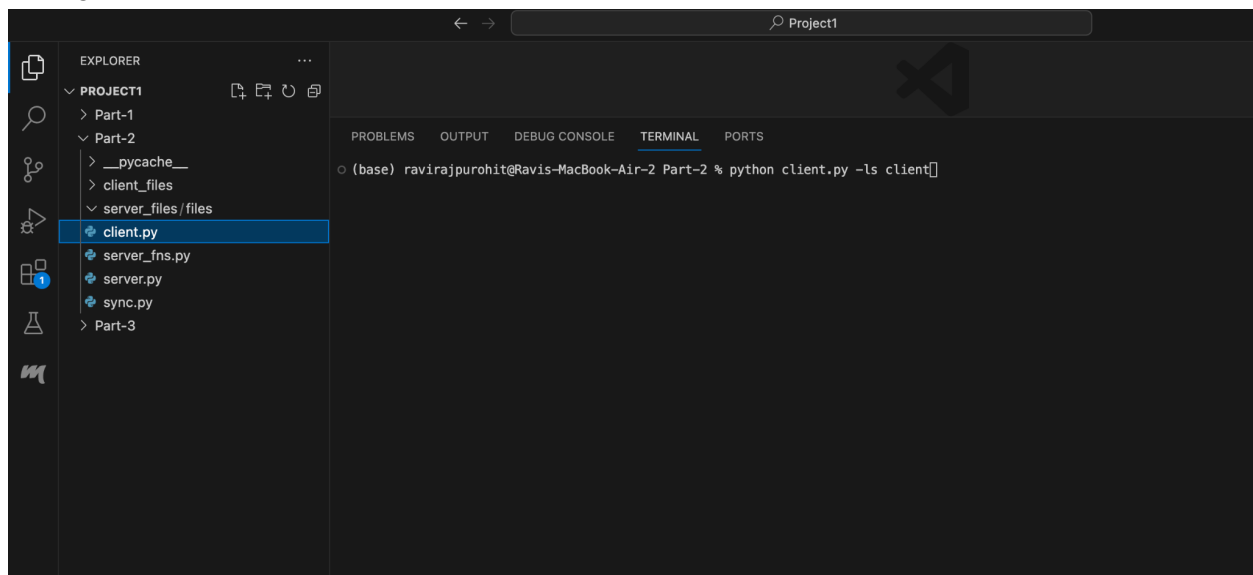 Project1
EXPLORER
PROJECT1
Part-1
Part-2
__pycache__
client_files
server_files/files
client.py
server_fns.py
server.py
sync.py
Part-3
1
PROBLEMS OUTPUT DEBUG CONSOLE TERMINAL PORTS
(base) ravirajpurohit@Ravis-MacBook-Air-2 Part-2 % python client.py -ls client